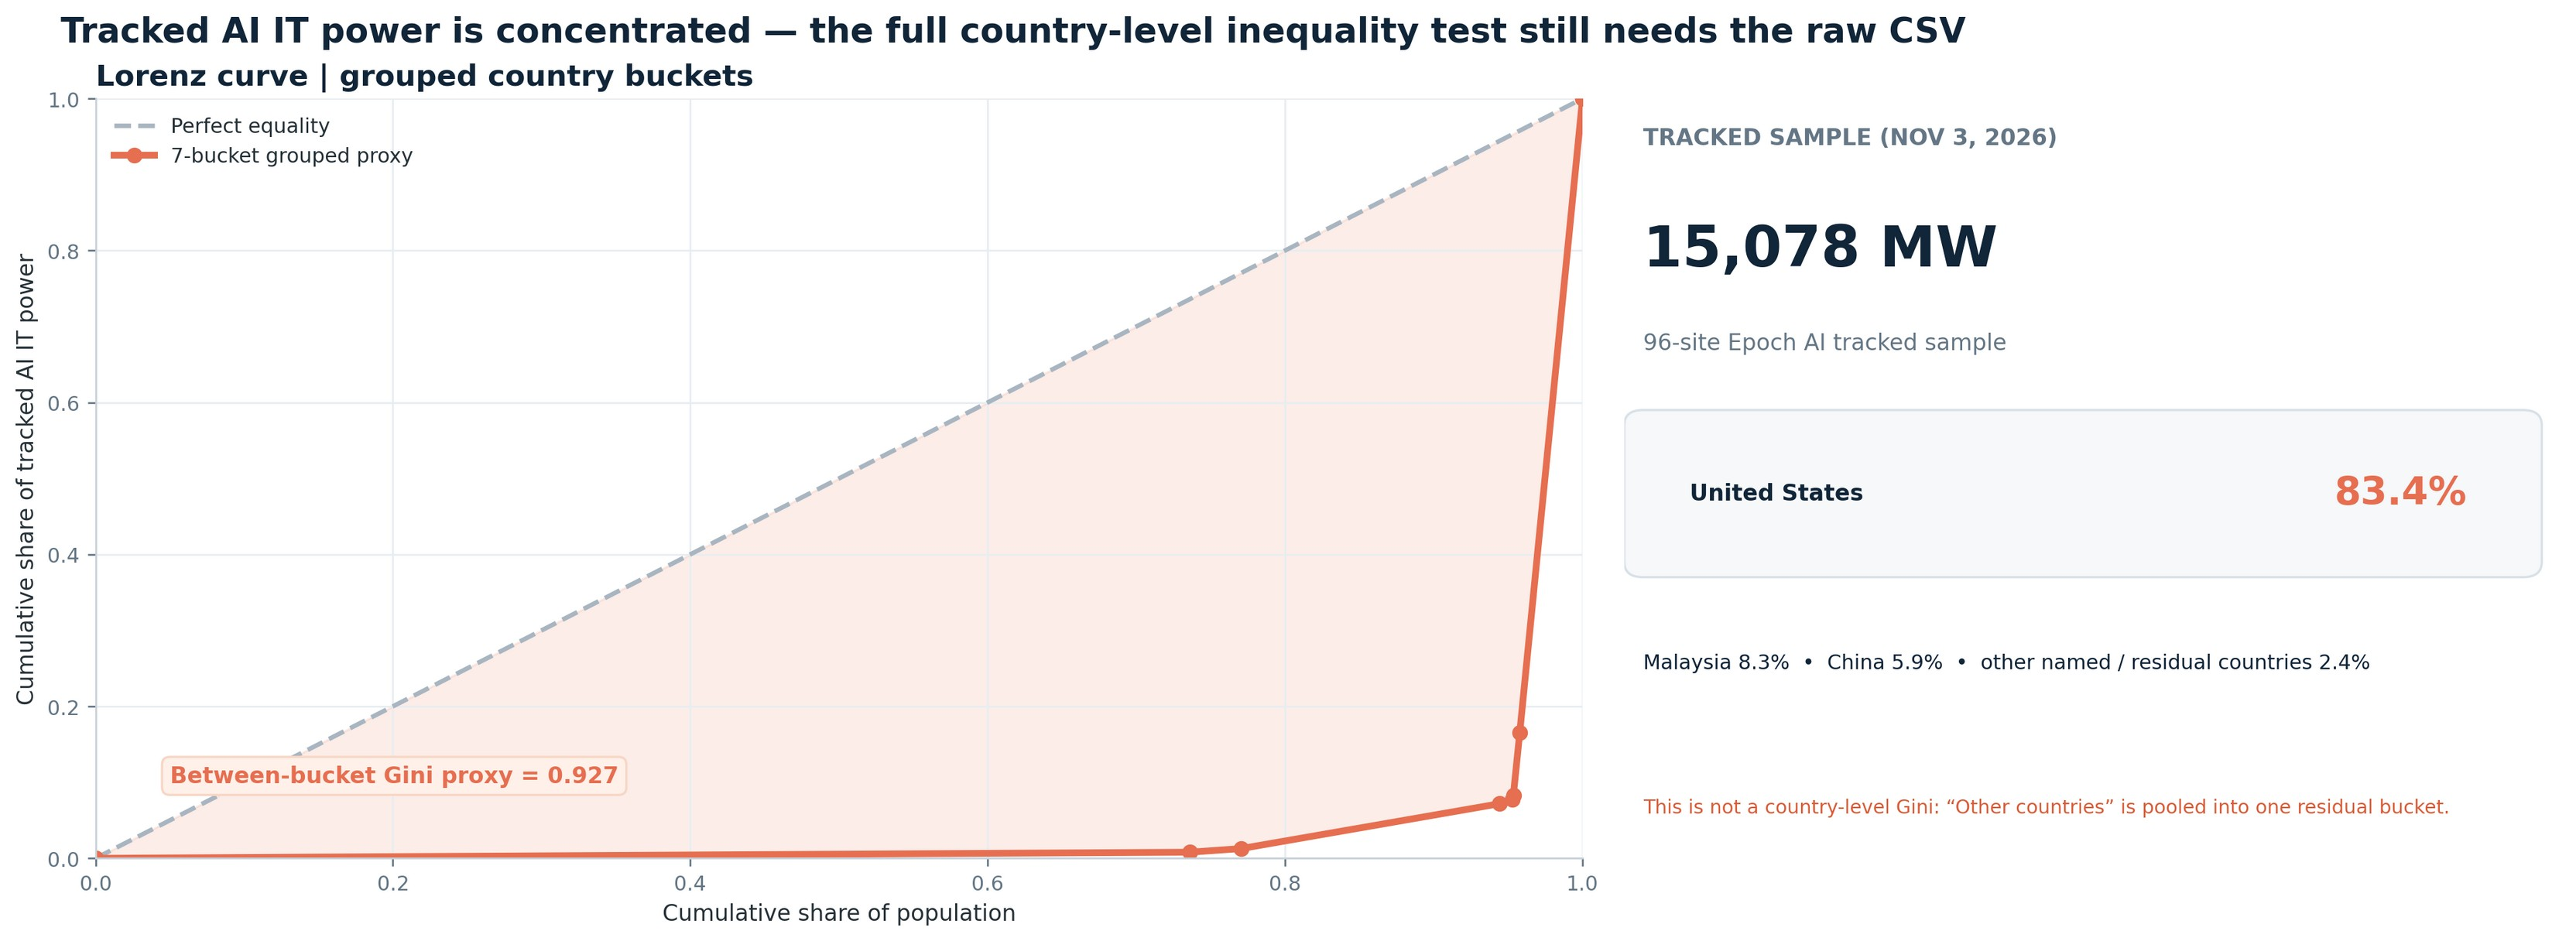 Tracked AI IT power is concentrated — the full country-level inequality test still needs the raw CSV
Lorenz curve | grouped country buckets
1.0
0.8
0.6
0.4
0.2
0.0
Cumulative share of tracked AI IT power
Perfect equality
7-bucket grouped proxy
Between-bucket Gini proxy = 0.927
0.0
0.2
0.4
0.6
0.8
1.0
Cumulative share of population
TRACKED SAMPLE (NOV 3, 2026)
15,078 MW
96-site Epoch AI tracked sample
United States
83.4%
Malaysia 8.3% • China 5.9% • other named / residual countries 2.4%
This is not a country-level Gini: “Other countries” is pooled into one residual bucket.